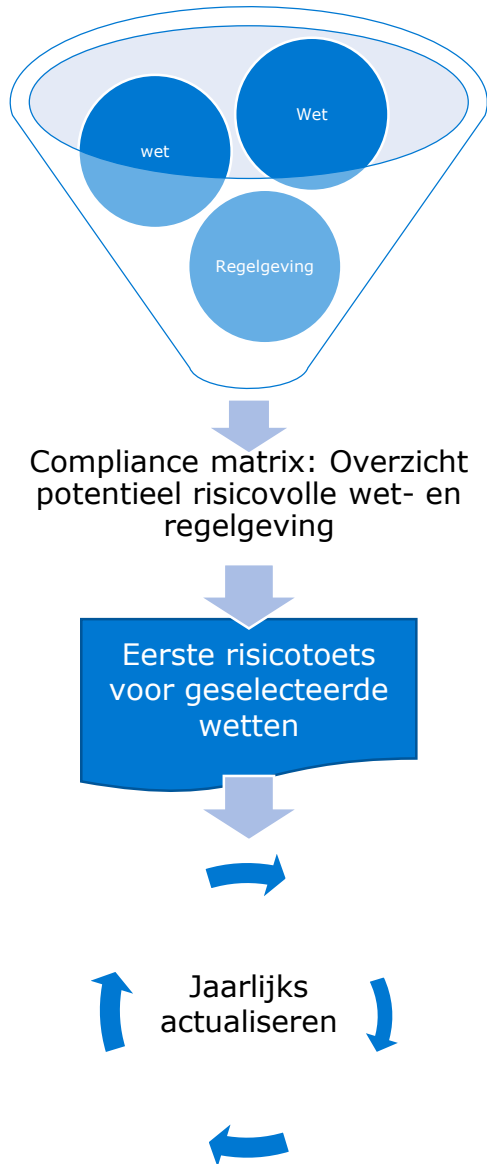 Wet
wet
Regelgeving
Compliance matrix: Overzicht
potentieel risicovolle wet- en
regelgeving
Eerste risicotoets
voor geselecteerde
wetten
Jaarlijks
actualiseren